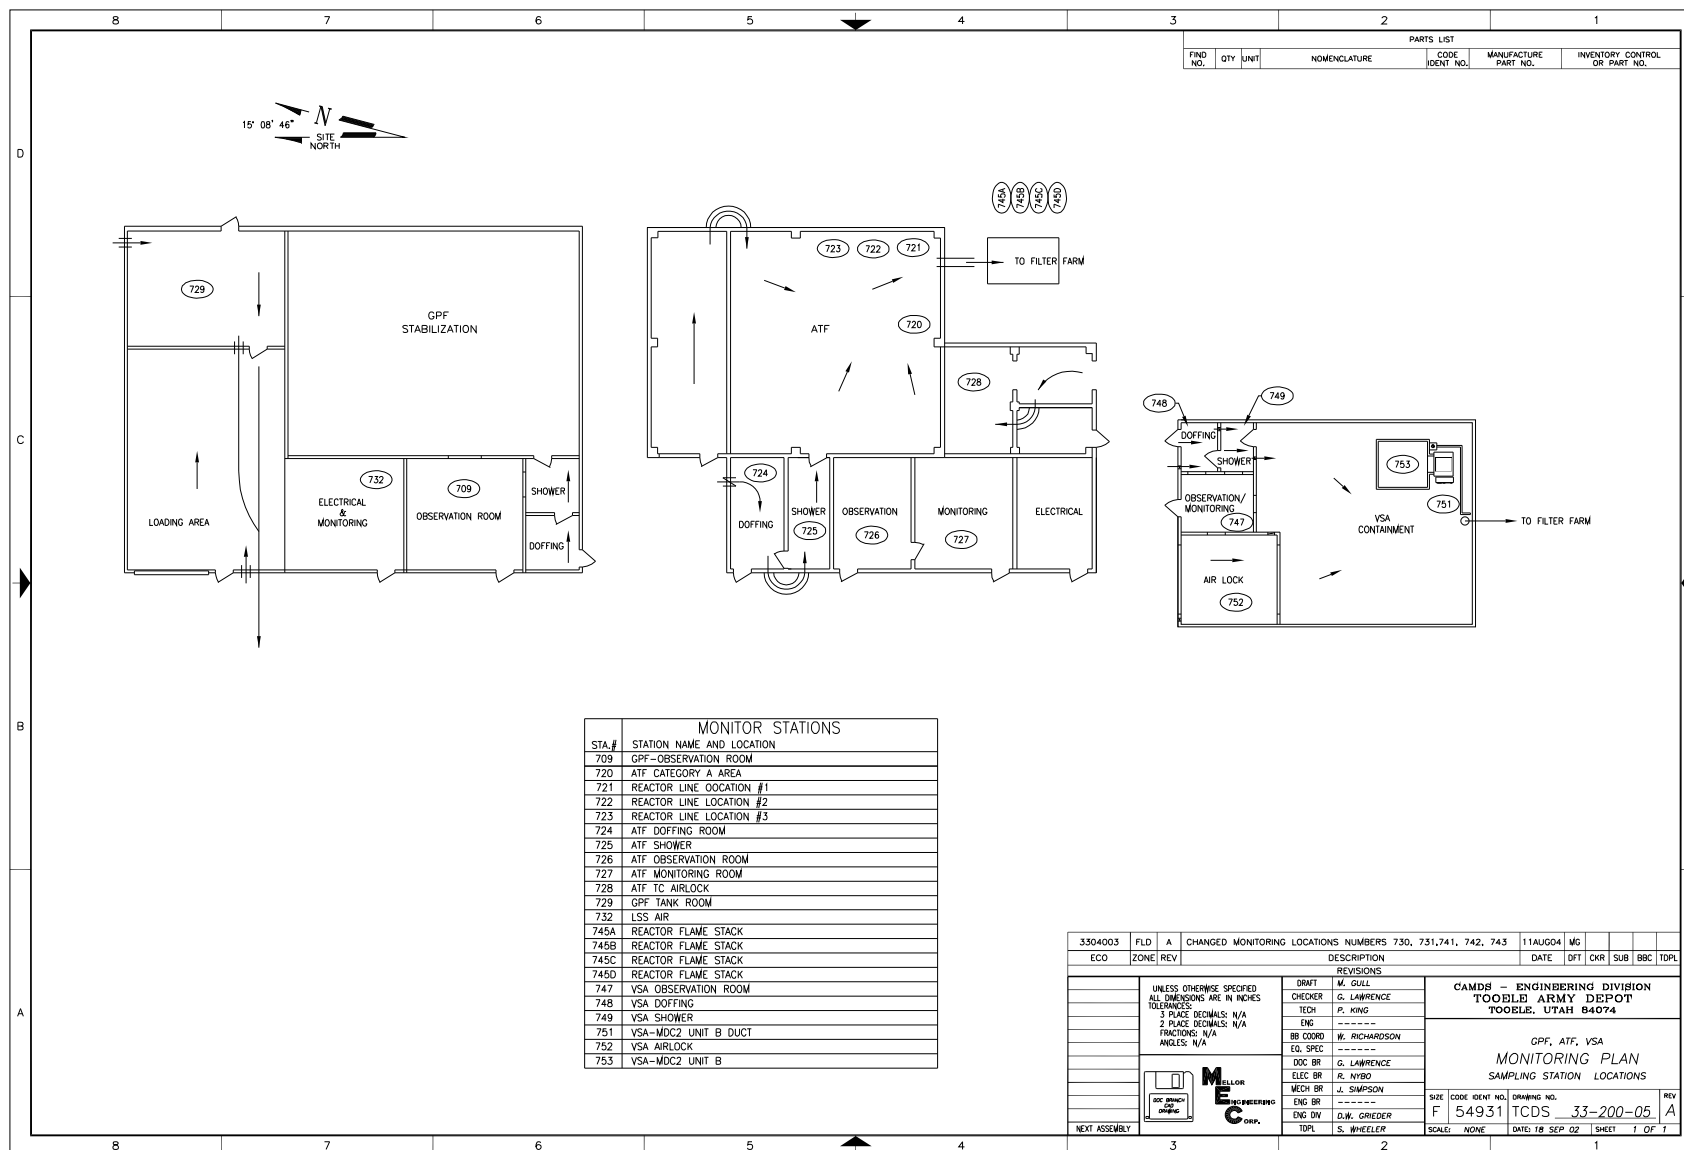 8 7 6 5 4 3 2 1
PARTS LIST
FIND NO. QTY UNIT NOMENCLATURE CODE IDENT NO. MANUFACTURE PART NO. INVENTORY CONTROL OR PART NO.
D
C
B
A
15° 08' 46"
N
SITE
NORTH
729
GPF
STABILIZATION
LOADING AREA
732
ELECTRICAL
&
MONITORING
709
OBSERVATION ROOM
SHOWER
DOFFING
745A 745B 745C 745D
723 722 721
TO FILTER FARM
ATF
720
728
724
DOFFING
SHOWER
725
OBSERVATION
726
MONITORING
727
ELECTRICAL
748
749
DOFFING
SHOWER
OBSERVATION/
MONITORING
747
AIR LOCK
752
753
751
VSA
CONTAINMENT
TO FILTER FARM
MONITOR STATIONS
STA.# STATION NAME AND LOCATION
709 GPF-OBSERVATION ROOM
720 ATF CATEGORY A AREA
721 REACTOR LINE OOCATION #1
722 REACTOR LINE LOCATION #2
723 REACTOR LINE LOCATION #3
724 ATF DOFFING ROOM
725 ATF SHOWER
726 ATF OBSERVATION ROOM
727 ATF MONITORING ROOM
728 ATF TC AIRLOCK
729 GPF TANK ROOM
732 LSS AIR
745A REACTOR FLAME STACK
745B REACTOR FLAME STACK
745C REACTOR FLAME STACK
745D REACTOR FLAME STACK
747 VSA OBSERVATION ROOM
748 VSA DOFFING
749 VSA SHOWER
751 VSA-MDC2 UNIT B DUCT
752 VSA AIRLOCK
753 VSA-MDC2 UNIT B
3304003 FLD A CHANGED MONITORING LOCATIONS NUMBERS 730, 731,741, 742, 743 11AUG04 MG
ECO ZONE REV DESCRIPTION DATE DFT CKR SUB BBC TDPL
REVISIONS
NEXT ASSEMBLY
UNLESS OTHERWISE SPECIFIED
ALL DIMENSIONS ARE IN INCHES
TOLERANCES:
3 PLACE DECIMALS: N/A
2 PLACE DECIMALS: N/A
FRACTIONS: N/A
ANGLES: N/A
DOC BRANCH
CAD
DRAWING
MELLOR
ENGINEERING
CORP.
DRAFT M. GULL
CHECKER G. LAWRENCE
TECH P. KING
ENG ------
BB COORD W. RICHARDSON
EQ. SPEC ------
DOC BR G. LAWRENCE
ELEC BR R. NYBO
MECH BR J. SIMPSON
ENG BR ------
ENG DIV D.W. GRIEDER
TDPL S. WHEELER
CAMDS - ENGINEERING DIVISION
TOOELE ARMY DEPOT
TOOELE, UTAH 84074
GPF, ATF, VSA
MONITORING PLAN
SAMPLING STATION LOCATIONS
SIZE CODE IDENT NO. DRAWING NO. REV
F 54931 TCDS 33-200-05 A
SCALE: NONE DATE: 18 SEP 02 SHEET 1 OF 1
8 7 6 5 4 3 2 1